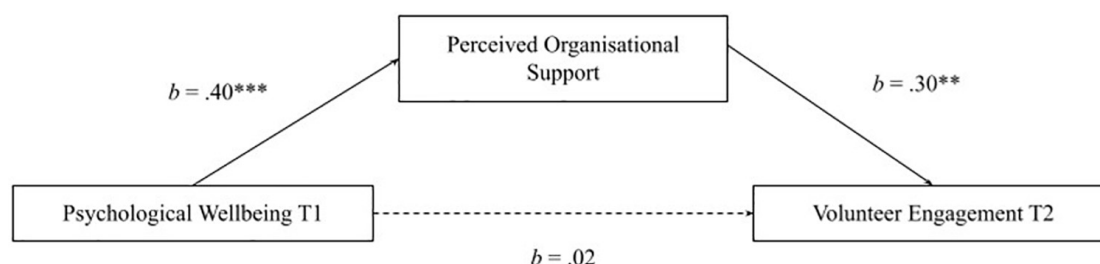 Perceived Organisational
Support
b = .40***
b = .30**
Psychological Wellbeing T1
Volunteer Engagement T2
b = .02